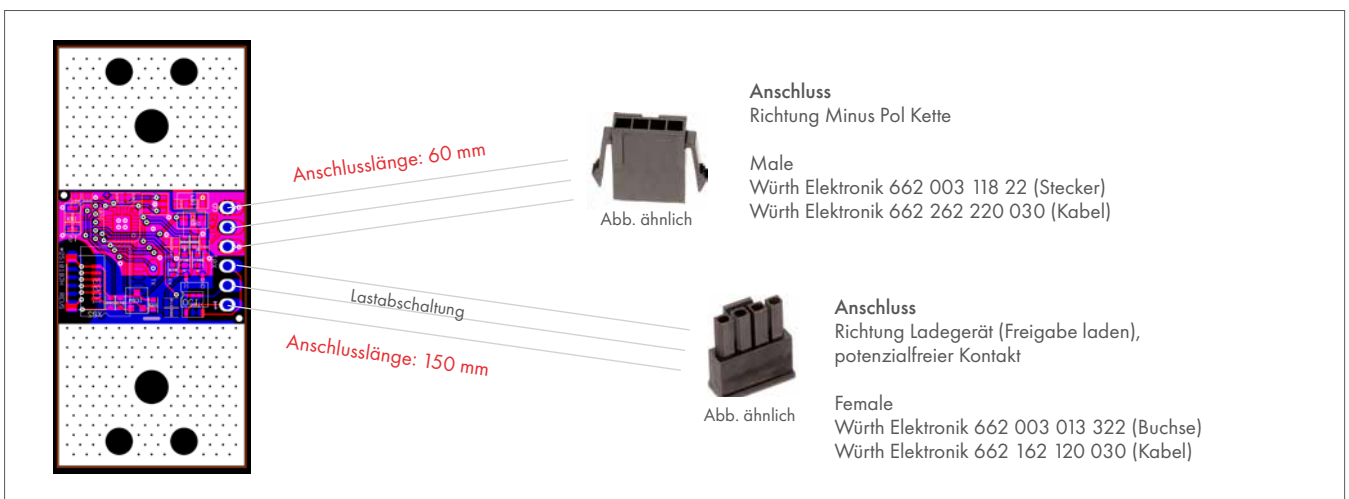 Anschlusslänge: 60 mm
Abb. ähnlich
Anschluss
Richtung Minus Pol Kette
Male
Würth Elektronik 662 003 118 22 (Stecker)
Würth Elektronik 662 262 220 030 (Kabel)
Lastabschaltung
Anschlusslänge: 150 mm
Abb. ähnlich
Anschluss
Richtung Ladegerät (Freigabe laden),
potenzialfreier Kontakt
Female
Würth Elektronik 662 003 013 322 (Buchse)
Würth Elektronik 662 162 120 030 (Kabel)